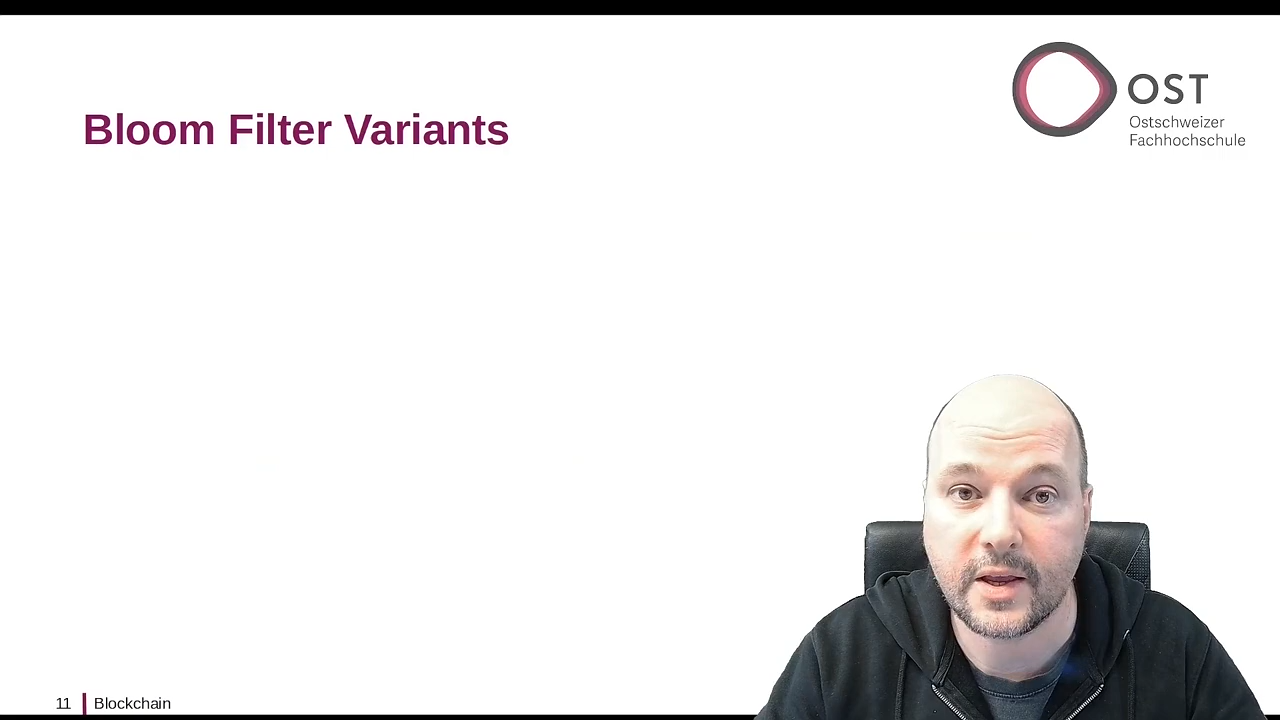 OST
Ostschweizer
Fachhochschule
Bloom Filter Variants
11 Blockchain